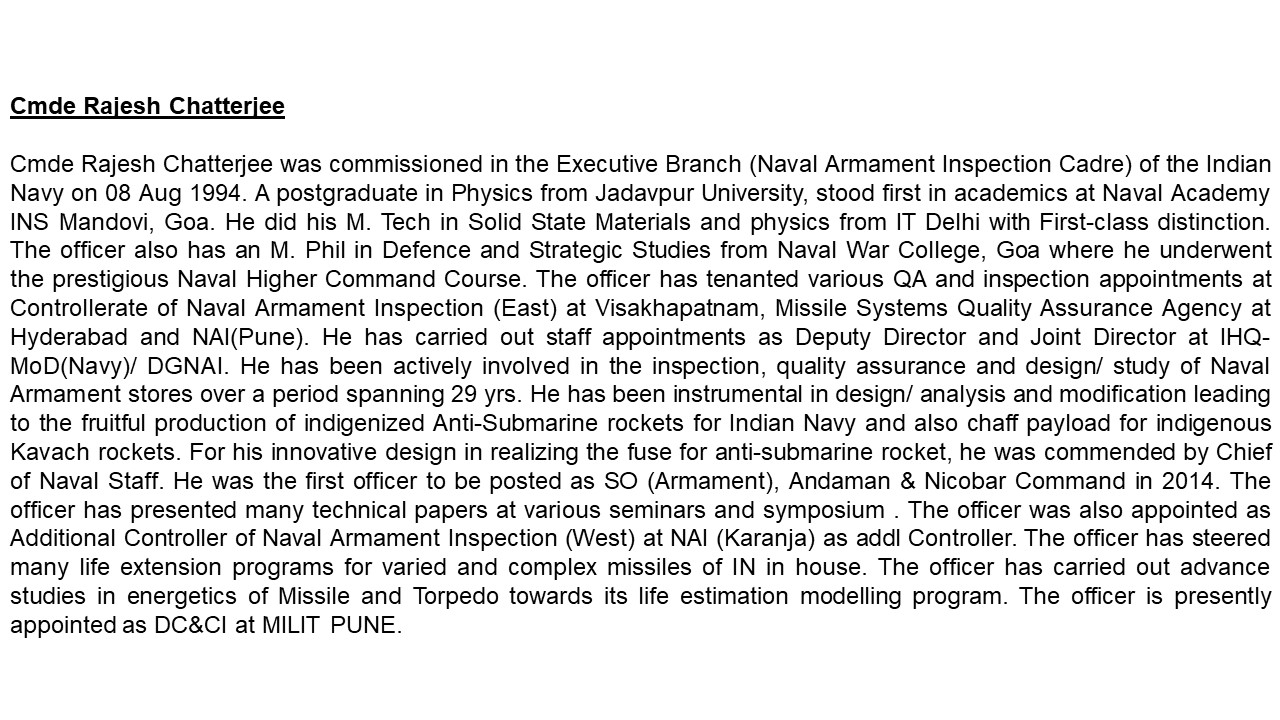 Cmde Rajesh Chatterjee
Cmde Rajesh Chatterjee was commissioned in the Executive Branch (Naval Armament Inspection Cadre) of the Indian
Navy on 08 Aug 1994. A postgraduate in Physics from Jadavpur University, stood first in academics at Naval Academy
INS Mandovi, Goa. He did his M. Tech in Solid State Materials and physics from IT Delhi with First-class distinction.
The officer also has an M. Phil in Defence and Strategic Studies from Naval War College, Goa where he underwent
the prestigious Naval Higher Command Course. The officer has tenanted various QA and inspection appointments at
Controllerate of Naval Armament Inspection (East) at Visakhapatnam, Missile Systems Quality Assurance Agency at
Hyderabad and NAI(Pune). He has carried out staff appointments as Deputy Director and Joint Director at IHQ-
MoD(Navy)/ DGNAI. He has been actively involved in the inspection, quality assurance and design/ study of Naval
Armament stores over a period spanning 29 yrs. He has been instrumental in design/ analysis and modification leading
to the fruitful production of indigenized Anti-Submarine rockets for Indian Navy and also chaff payload for indigenous
Kavach rockets. For his innovative design in realizing the fuse for anti-submarine rocket, he was commended by Chief
of Naval Staff. He was the first officer to be posted as SO (Armament), Andaman & Nicobar Command in 2014. The
officer has presented many technical papers at various seminars and symposium . The officer was also appointed as
Additional Controller of Naval Armament Inspection (West) at NAI (Karanja) as addl Controller. The officer has steered
many life extension programs for varied and complex missiles of IN in house. The officer has carried out advance
studies in energetics of Missile and Torpedo towards its life estimation modelling program. The officer is presently
appointed as DC&CI at MILIT PUNE.